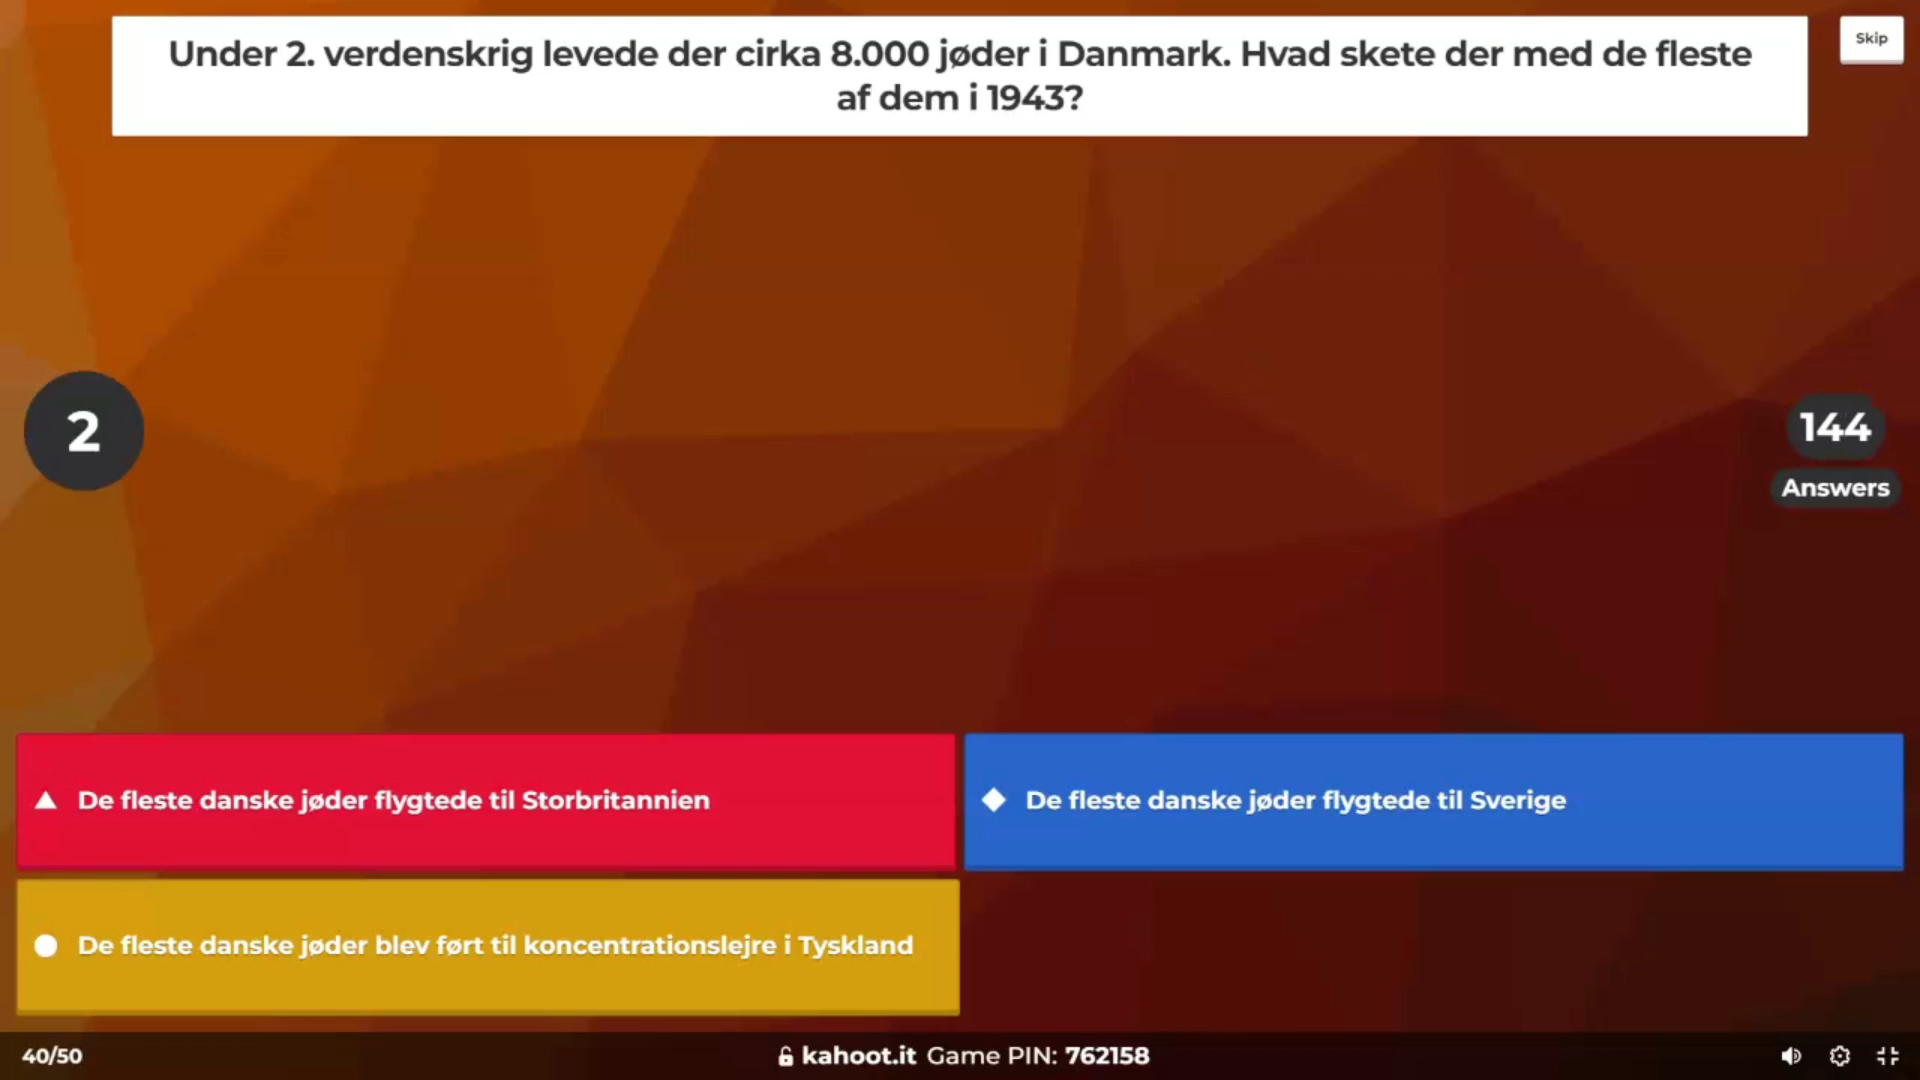 Under 2. verdenskrig levede der cirka 8.000 jøder i Danmark. Hvad skete der med de fleste
af dem i 1943?
Skip
2
144
Answers
De fleste danske jøder flygtede til Storbritannien
De fleste danske jøder flygtede til Sverige
De fleste danske jøder blev ført til koncentrationslejre i Tyskland
40/50
kahoot.it Game PIN: 762158